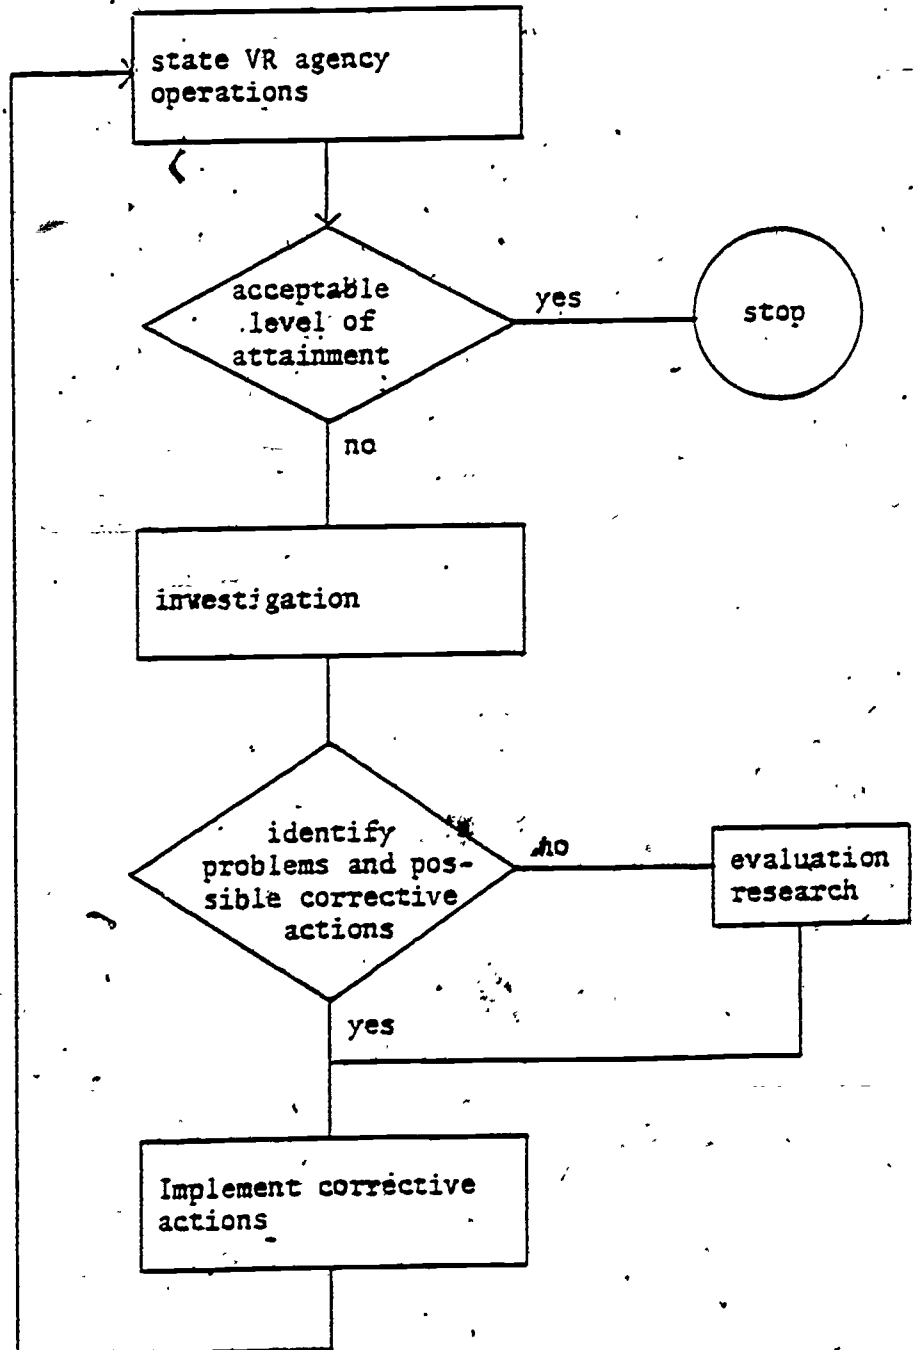 state VR agency
operations
acceptable
level of
attainment
yes
stop
no
investigation
identify
problems and pos-
sible corrective
actions
no
evaluation
research
yes
Implement corrective
actions